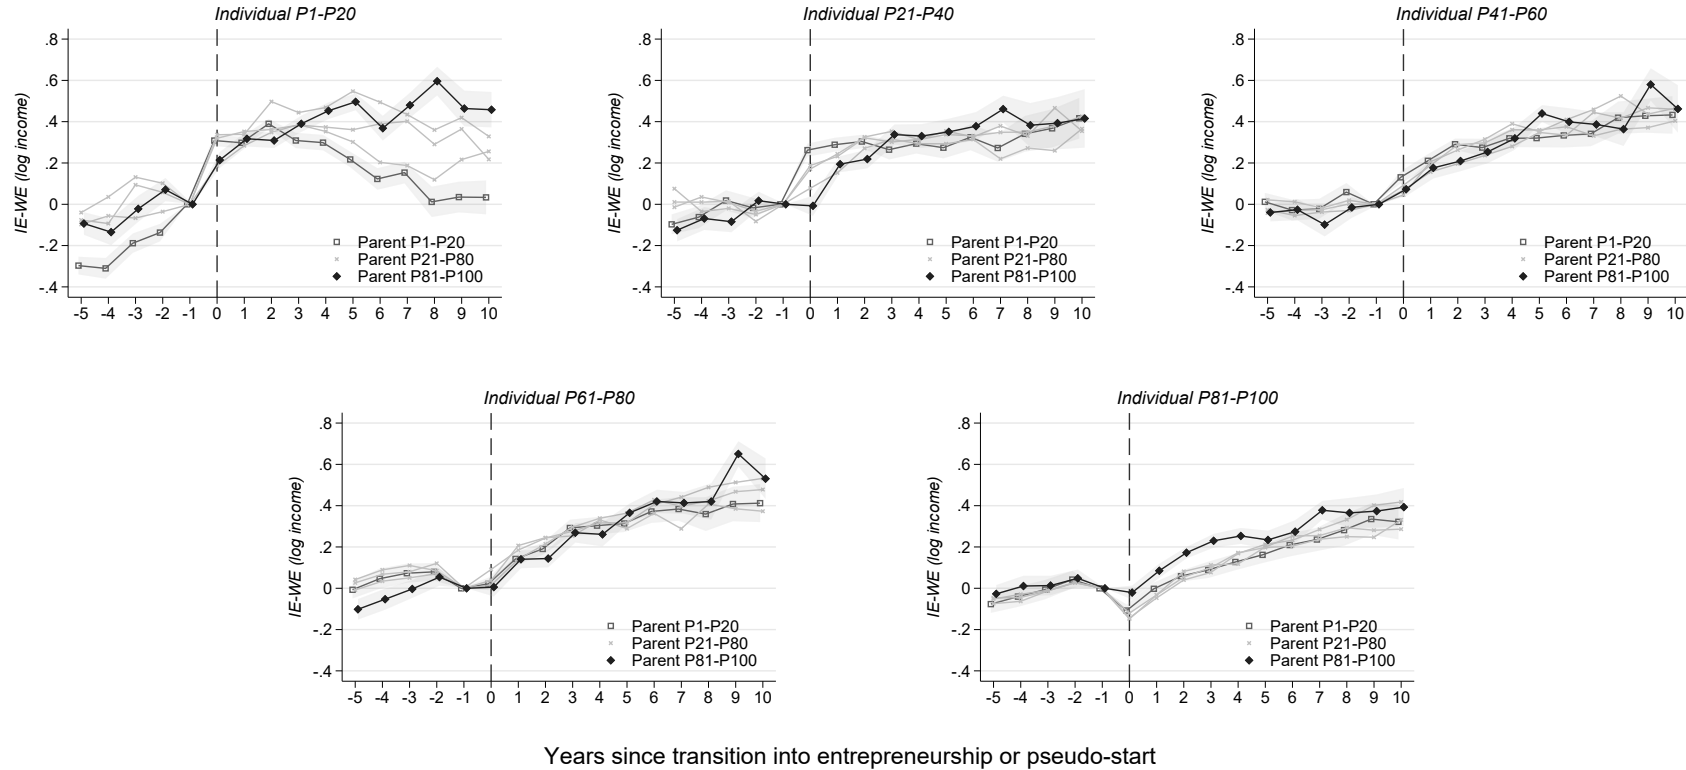 Individual P1-P20
.8
.6
.4
.2
0
-.2
-.4
IE-WE (log income)
Parent P1-P20
Parent P21-P80
Parent P81-P100
-5 -4 -3 -2 -1 0 1 2 3 4 5 6 7 8 9 10
Individual P21-P40
.8
.6
.4
.2
0
-.2
-.4
IE-WE (log income)
Parent P1-P20
Parent P21-P80
Parent P81-P100
-5 -4 -3 -2 -1 0 1 2 3 4 5 6 7 8 9 10
Individual P41-P60
.8
.6
.4
.2
0
-.2
-.4
IE-WE (log income)
Parent P1-P20
Parent P21-P80
Parent P81-P100
-5 -4 -3 -2 -1 0 1 2 3 4 5 6 7 8 9 10
Individual P61-P80
.8
.6
.4
.2
0
-.2
-.4
IE-WE (log income)
Parent P1-P20
Parent P21-P80
Parent P81-P100
-5 -4 -3 -2 -1 0 1 2 3 4 5 6 7 8 9 10
Individual P81-P100
.8
.6
.4
.2
0
-.2
-.4
IE-WE (log income)
Parent P1-P20
Parent P21-P80
Parent P81-P100
-5 -4 -3 -2 -1 0 1 2 3 4 5 6 7 8 9 10
Years since transition into entrepreneurship or pseudo-start